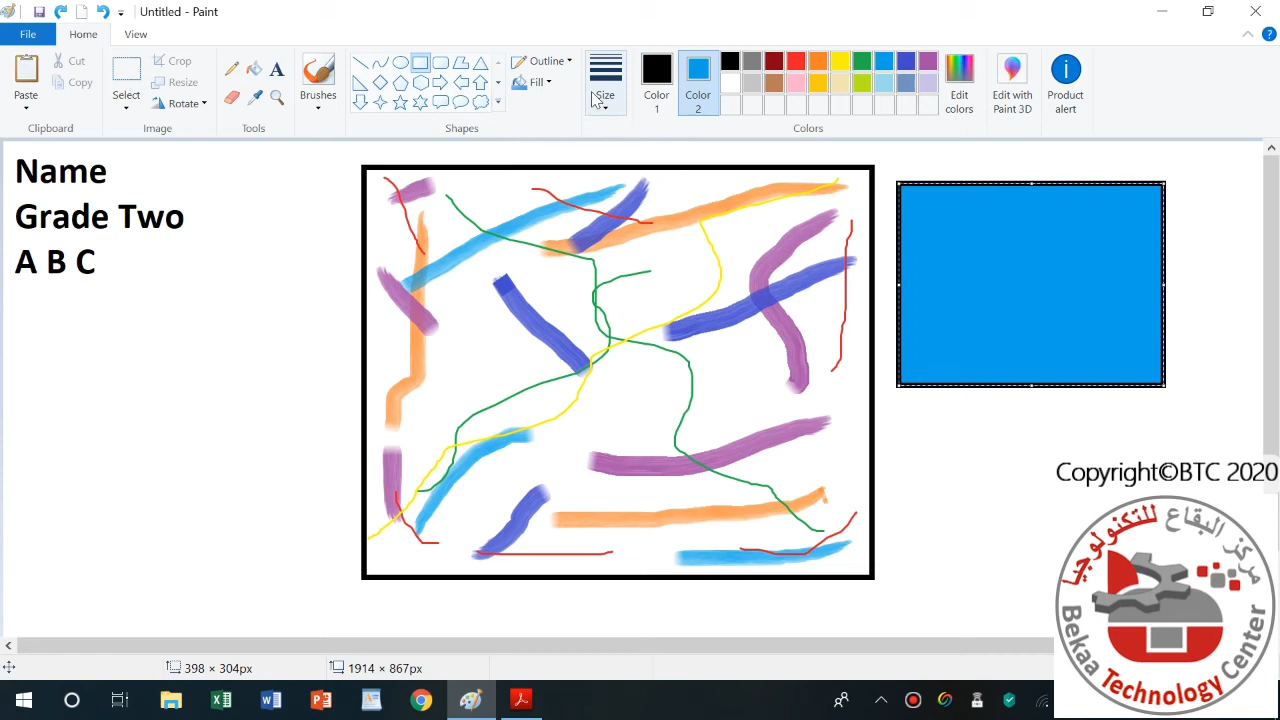 Untitled - Paint
File
Home
View
Paste
Cut
Copy
Clipboard
Select
Crop
Resize
Rotate
Image
Tools
Brushes
Shapes
Outline
Fill
Size
Color
1
Color
2
Colors
Edit
colors
Edit with
Paint 3D
Product
alert
Name
Grade Two
A B C
Copyright©BTC 2020
مركز البقاع للتكنولوجيا
Bekaa Technology Center
398 × 304px
1914 × 867px